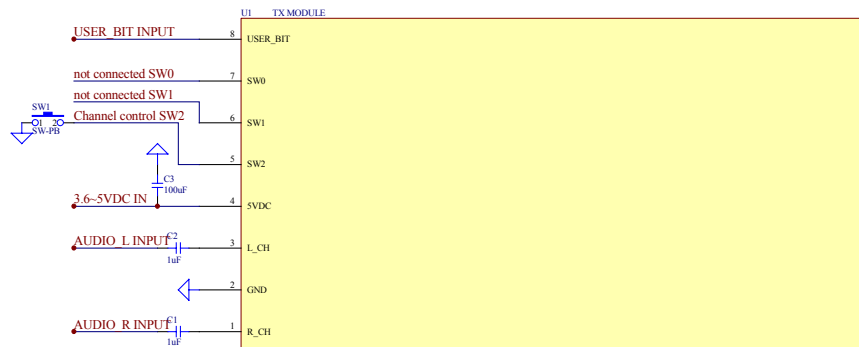 U1 TX MODULE
USER_BIT INPUT 8 USER_BIT
not connected SW0 7 SW0
not connected SW1
SW1 Channel control SW2 6 SW1
1 2
SW-PB
5 SW2
C3
100uF
3.6~5VDC IN 4 5VDC
AUDIO_L INPUT C2 3 L_CH
1uF
2 GND
AUDIO_R INPUT C1 1 R_CH
1uF